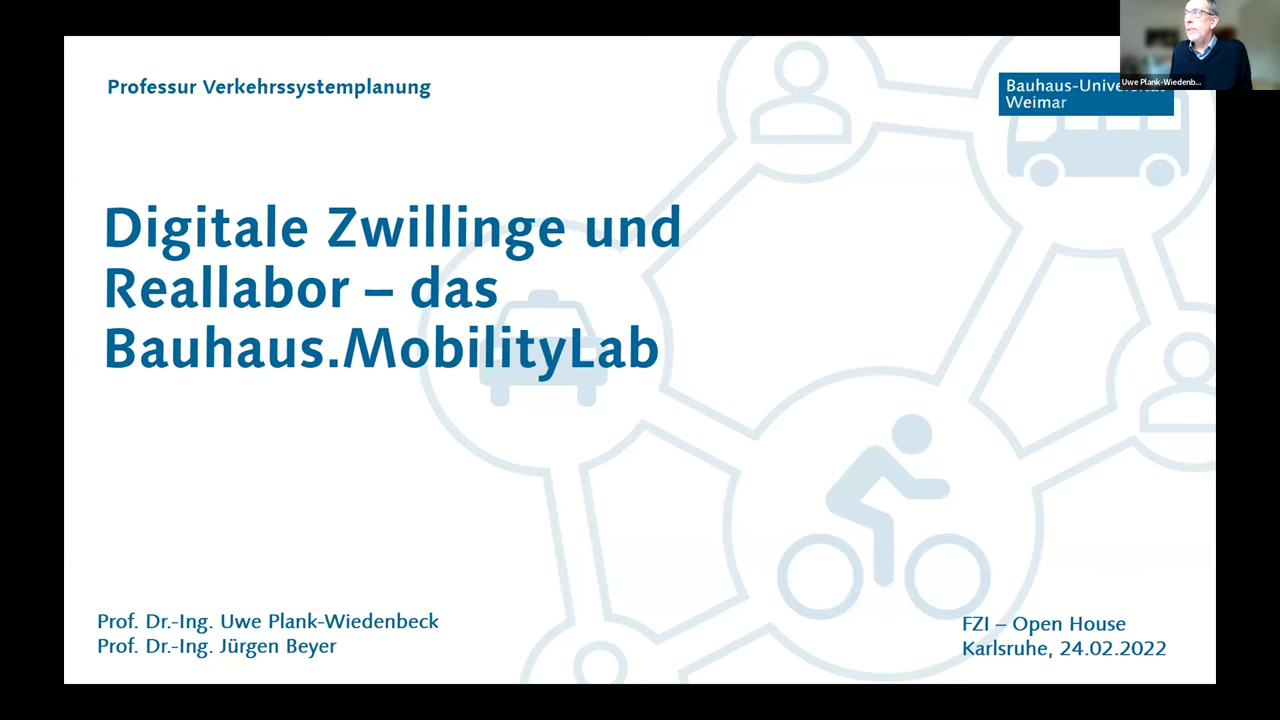 Professur Verkehrssystemplanung
Bauhaus-Universität
Weimar
Uwe Plank-Wiedenb...
Digitale Zwillinge und
Reallabor – das
Bauhaus.MobilityLab
Prof. Dr.-Ing. Uwe Plank-Wiedenbeck
Prof. Dr.-Ing. Jürgen Beyer
FZI – Open House
Karlsruhe, 24.02.2022